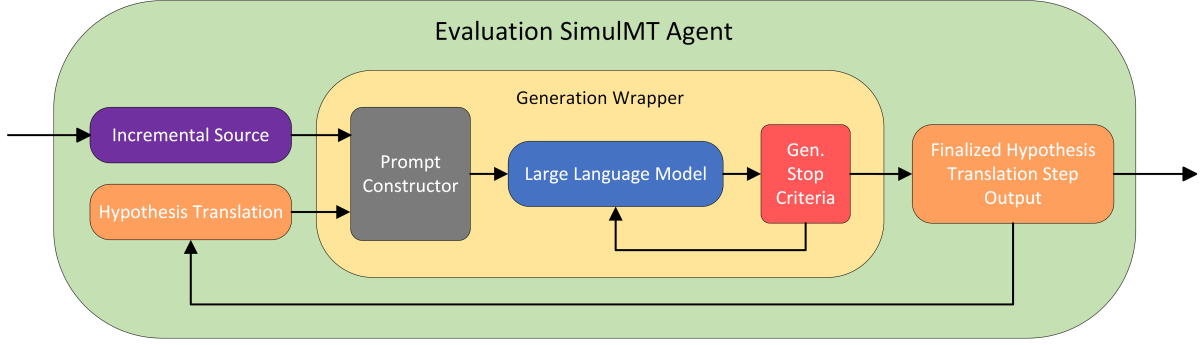 Evaluation SimulMT Agent
Generation Wrapper
Incremental Source
Hypothesis Translation
Prompt
Constructor
Large Language Model
Gen.
Stop
Criteria
Finalized Hypothesis
Translation Step
Output